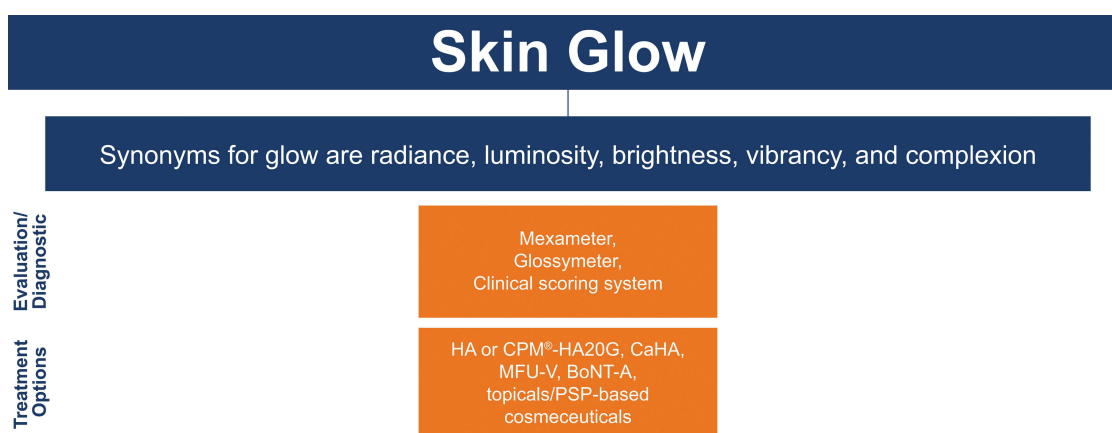 Skin Glow
Synonyms for glow are radiance, luminosity, brightness, vibrancy, and complexion
Evaluation/
Diagnostic
Mexameter,
Glossymeter,
Clinical scoring system
Treatment
Options
HA or CPM®-HA20G, CaHA,
MFU-V, BoNT-A,
topicals/PSP-based
cosmeceuticals